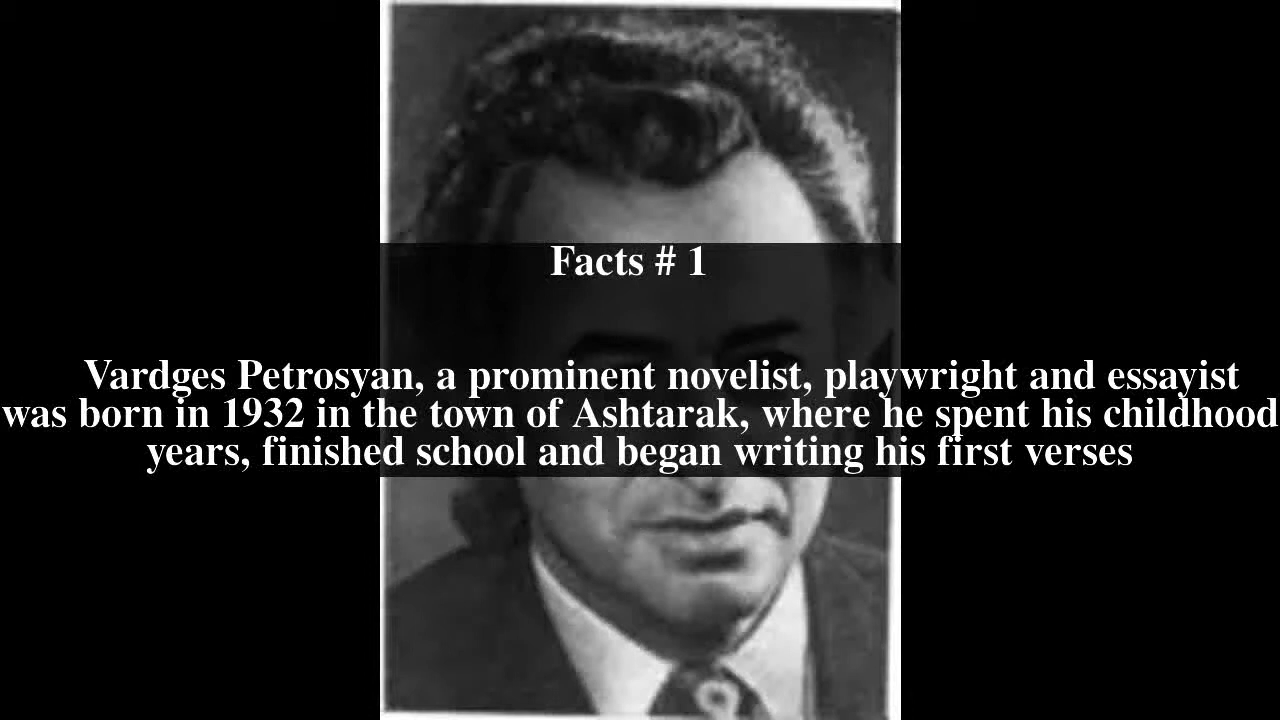 Facts # 1
Vardges Petrosyan, a prominent novelist, playwright and essayist
was born in 1932 in the town of Ashtarak, where he spent his childhood
years, finished school and began writing his first verses